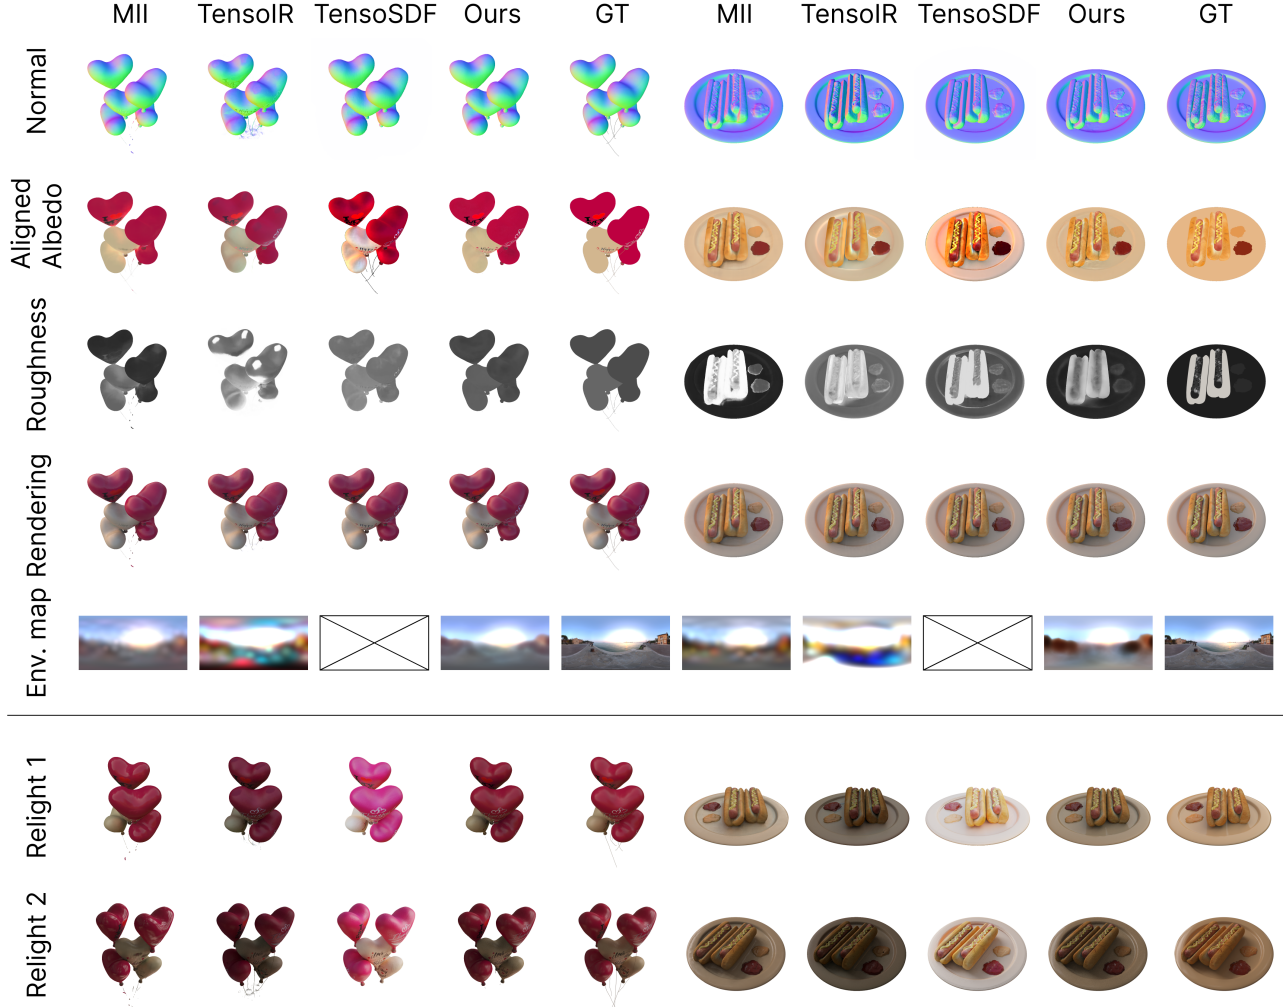 MII TensoIR TensoSDF Ours GT MII TensoIR TensoSDF Ours GT
Normal
Aligned
Albedo
Roughness
Rendering
Env. map
Relight 1
Relight 2